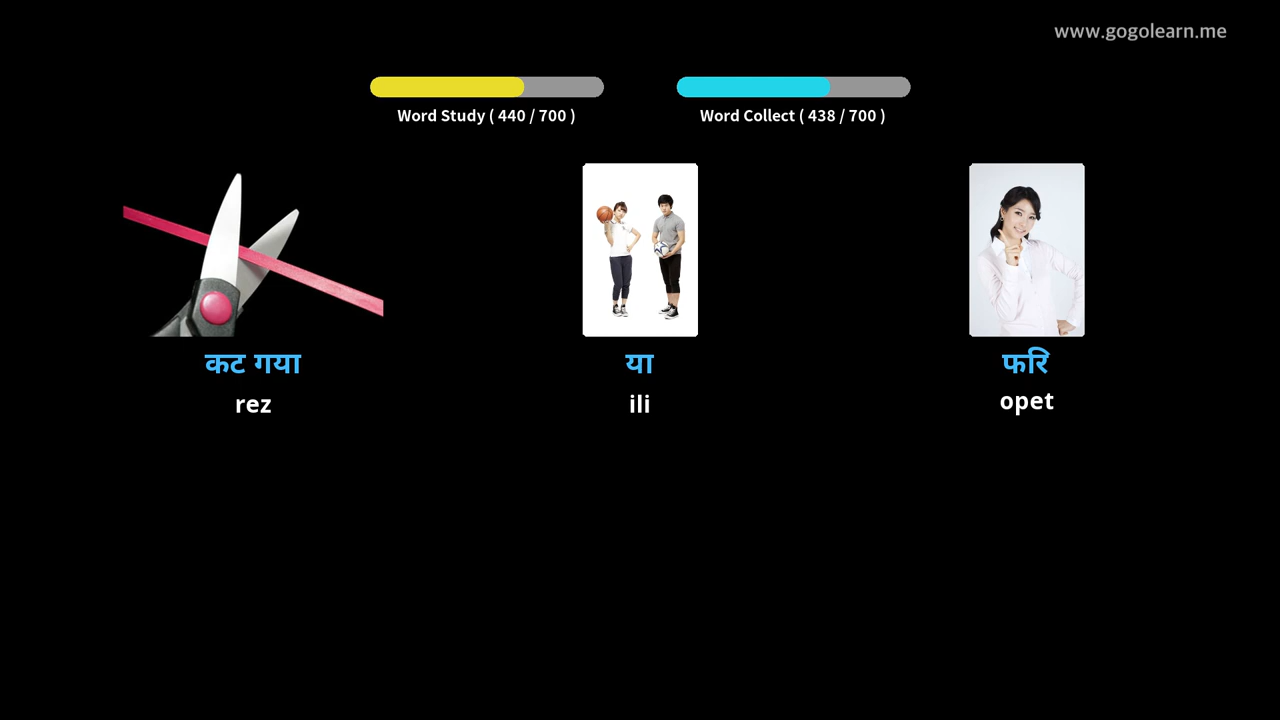 www.gogolearn.me
Word Study ( 440 / 700 )
Word Collect ( 438 / 700 )
कट गया
या
फरि
rez
ili
opet